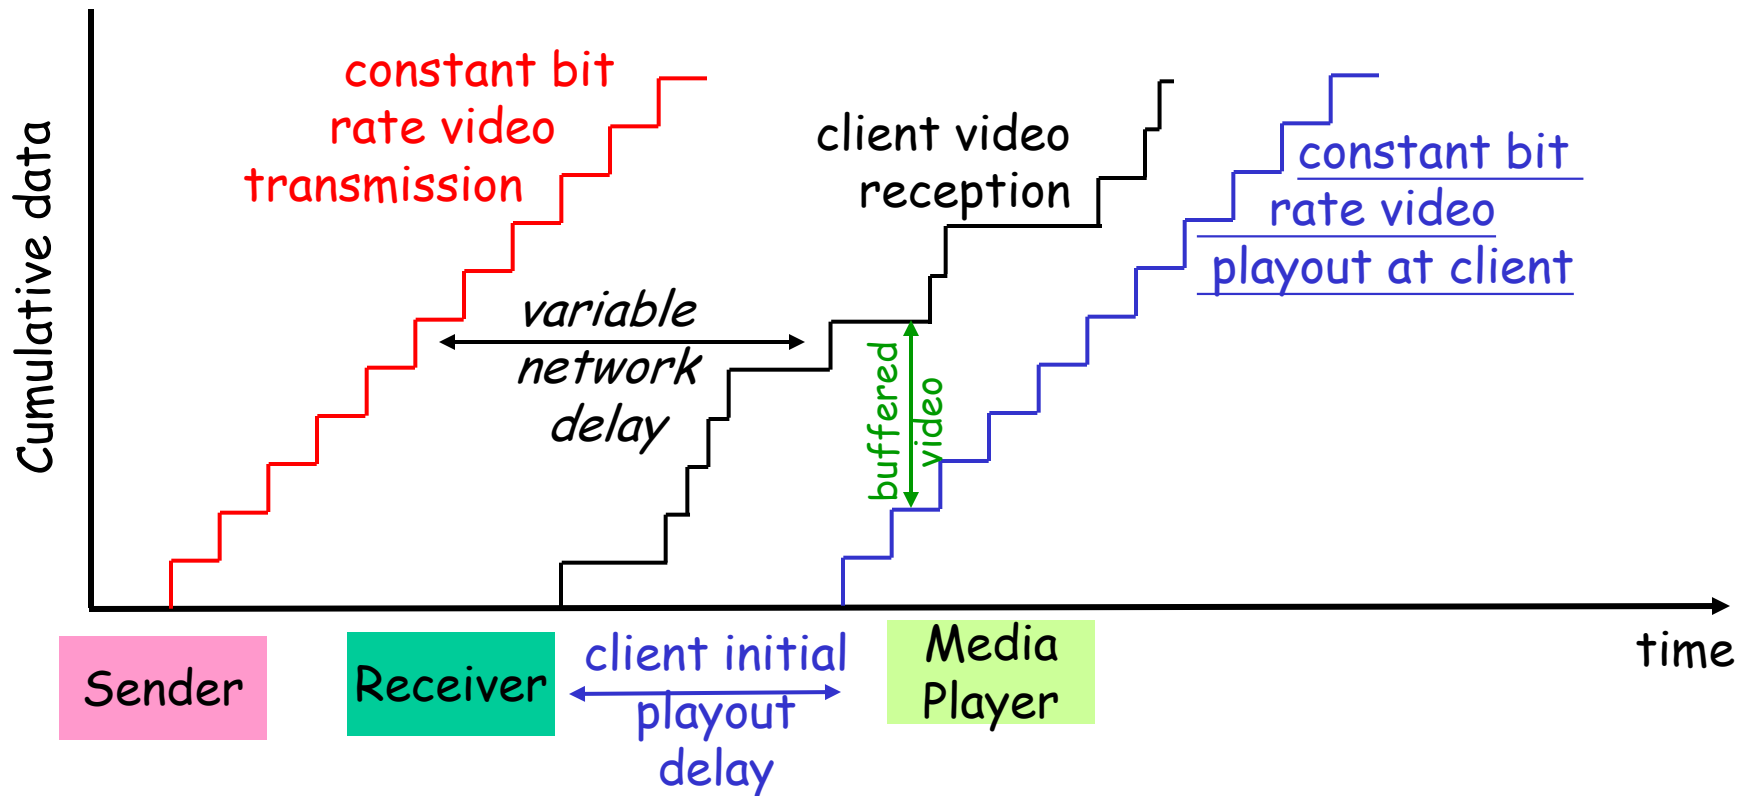 constant bit
rate video
transmission
client video
reception
constant bit
rate video
playout at client
Cumulative data
variable
network
delay
buffered
video
time
Sender
Receiver
client initial
playout
delay
Media
Player